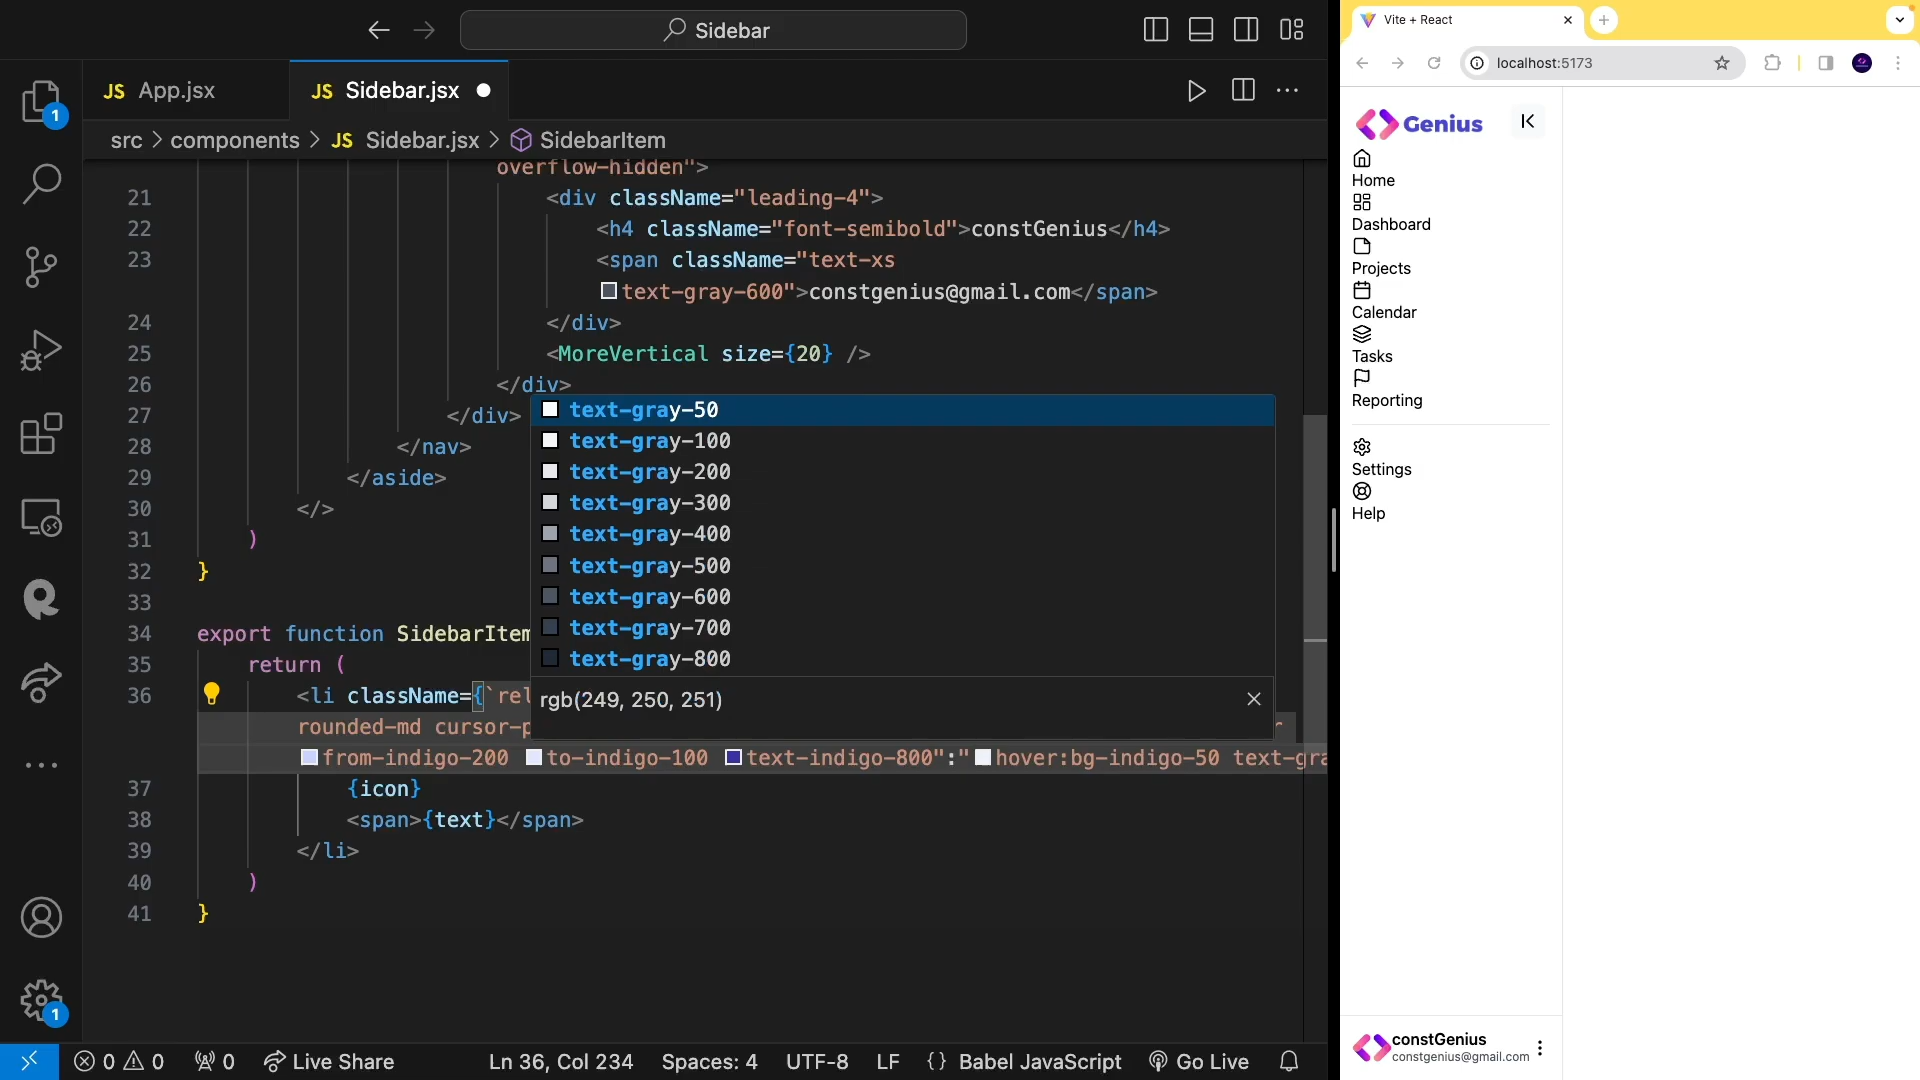 Sidebar
JS App.jsx
JS Sidebar.jsx
src > components > JS Sidebar.jsx > SidebarItem
overflow-hidden">
21 <div className="leading-4">
22 <h4 className="font-semibold">constGenius</h4>
23 <span className="text-xs
text-gray-600">constgenius@gmail.com</span>
24 </div>
25 <MoreVertical size={20} />
26 </div>
27 </div>
28 </nav>
29 </aside>
30 </>
31 )
32 }
33
34 export function SidebarItem
35 return (
36 <li className={`rel
rounded-md cursor-p
from-indigo-200 to-indigo-100 text-indigo-800":"hover:bg-indigo-50 text-gra
37 {icon}
38 <span>{text}</span>
39 </li>
40 )
41 }
text-gray-50
text-gray-100
text-gray-200
text-gray-300
text-gray-400
text-gray-500
text-gray-600
text-gray-700
text-gray-800
rgb(249, 250, 251)
1
1
0 0 0 Live Share Ln 36, Col 234 Spaces: 4 UTF-8 LF {} Babel JavaScript Go Live
Vite + React
localhost:5173
Genius
Home
Dashboard
Projects
Calendar
Tasks
Reporting
Settings
Help
constGenius
constgenius@gmail.com